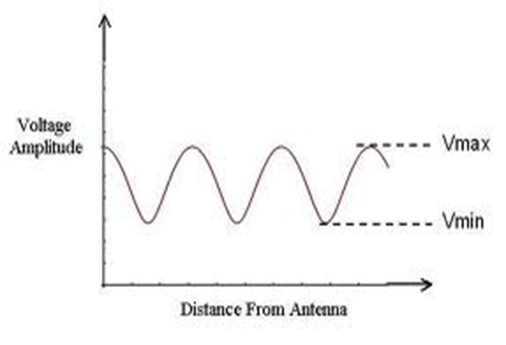 Voltage
Amplitude
Vmax
Vmin
Distance From Antenna